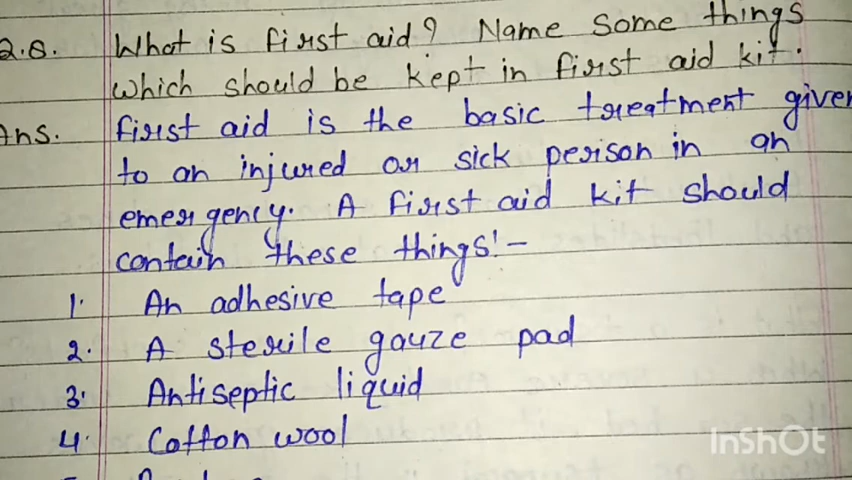 Q.8. What is first aid? Name some things
which should be kept in first aid kit.
Ans. first aid is the basic treatment given
to an injured or sick person in an
emergency. A first aid kit should
contain these things:-
1. An adhesive tape
2. A sterile gauze pad
3. Antiseptic liquid
4. Cotton wool
5.
InShOt